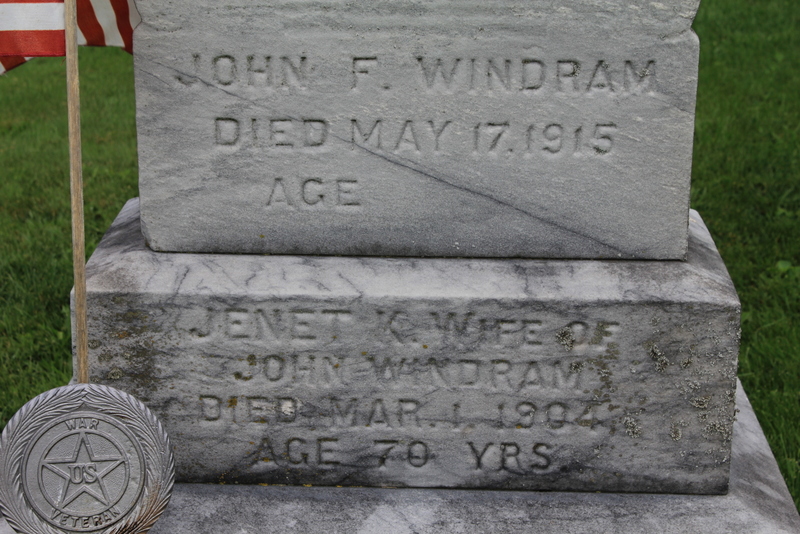 JOHN F. WINDRAM
DIED MAY 17, 1915
AGE
JENET K. WIFE OF
JOHN WINDRAM
DIED MAR. 1. 1904,
AGE 70 YRS
WAR
US
VETERAN